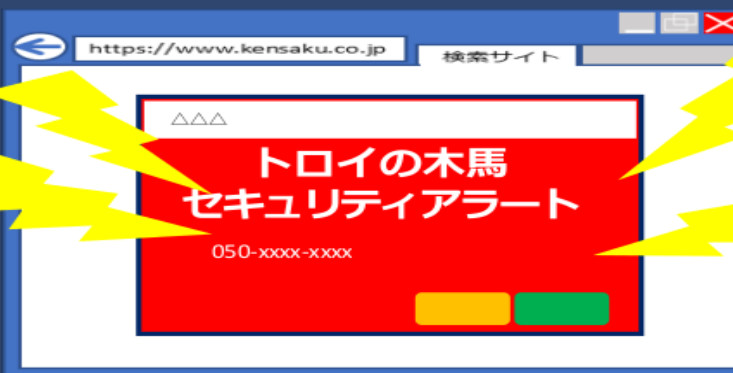 https://www.kensaku.co.jp
検索サイト
△△△
トロイの木馬
セキュリティアラート
050-xxxx-xxxx